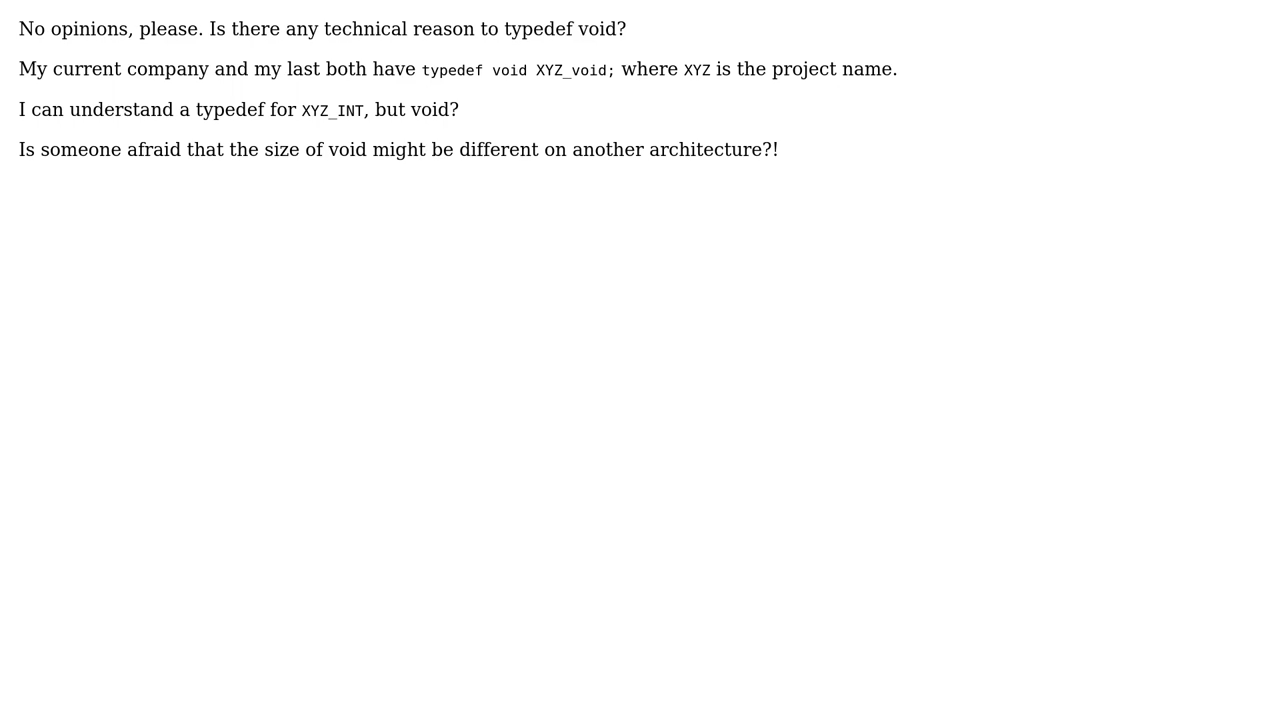 No opinions, please. Is there any technical reason to typedef void?
My current company and my last both have typedef void XYZ_void; where XYZ is the project name.
I can understand a typedef for XYZ_INT, but void?
Is someone afraid that the size of void might be different on another architecture?!